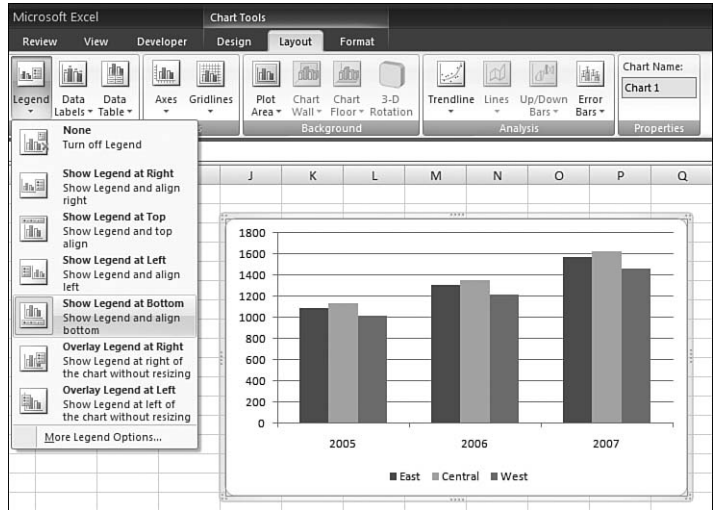 Microsoft Excel
Chart Tools
Review View Developer Design Layout Format
Legend
Data Labels
Data Table
Axes
Gridlines
Plot Area
Chart Wall
Chart Floor
3-D Rotation
Trendline
Lines
Up/Down Bars
Error Bars
Chart Name:
Chart 1
Background
Analysis
Properties
None
Turn off Legend
Show Legend at Right
Show Legend and align
right
Show Legend at Top
Show Legend and top
align
Show Legend at Left
Show Legend and align
left
Show Legend at Bottom
Show Legend and align
bottom
Overlay Legend at Right
Show Legend at right of
the chart without resizing
Overlay Legend at Left
Show Legend at left of
the chart without resizing
More Legend Options...
J K L M N O P Q
1800
1600
1400
1200
1000
800
600
400
200
0
2005 2006 2007
East Central West